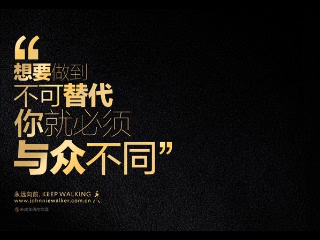 “
想要做到
不可替代
你就必须
与众不同”
永远向前. KEEP WALKING
www.johnniewalker.com.cn